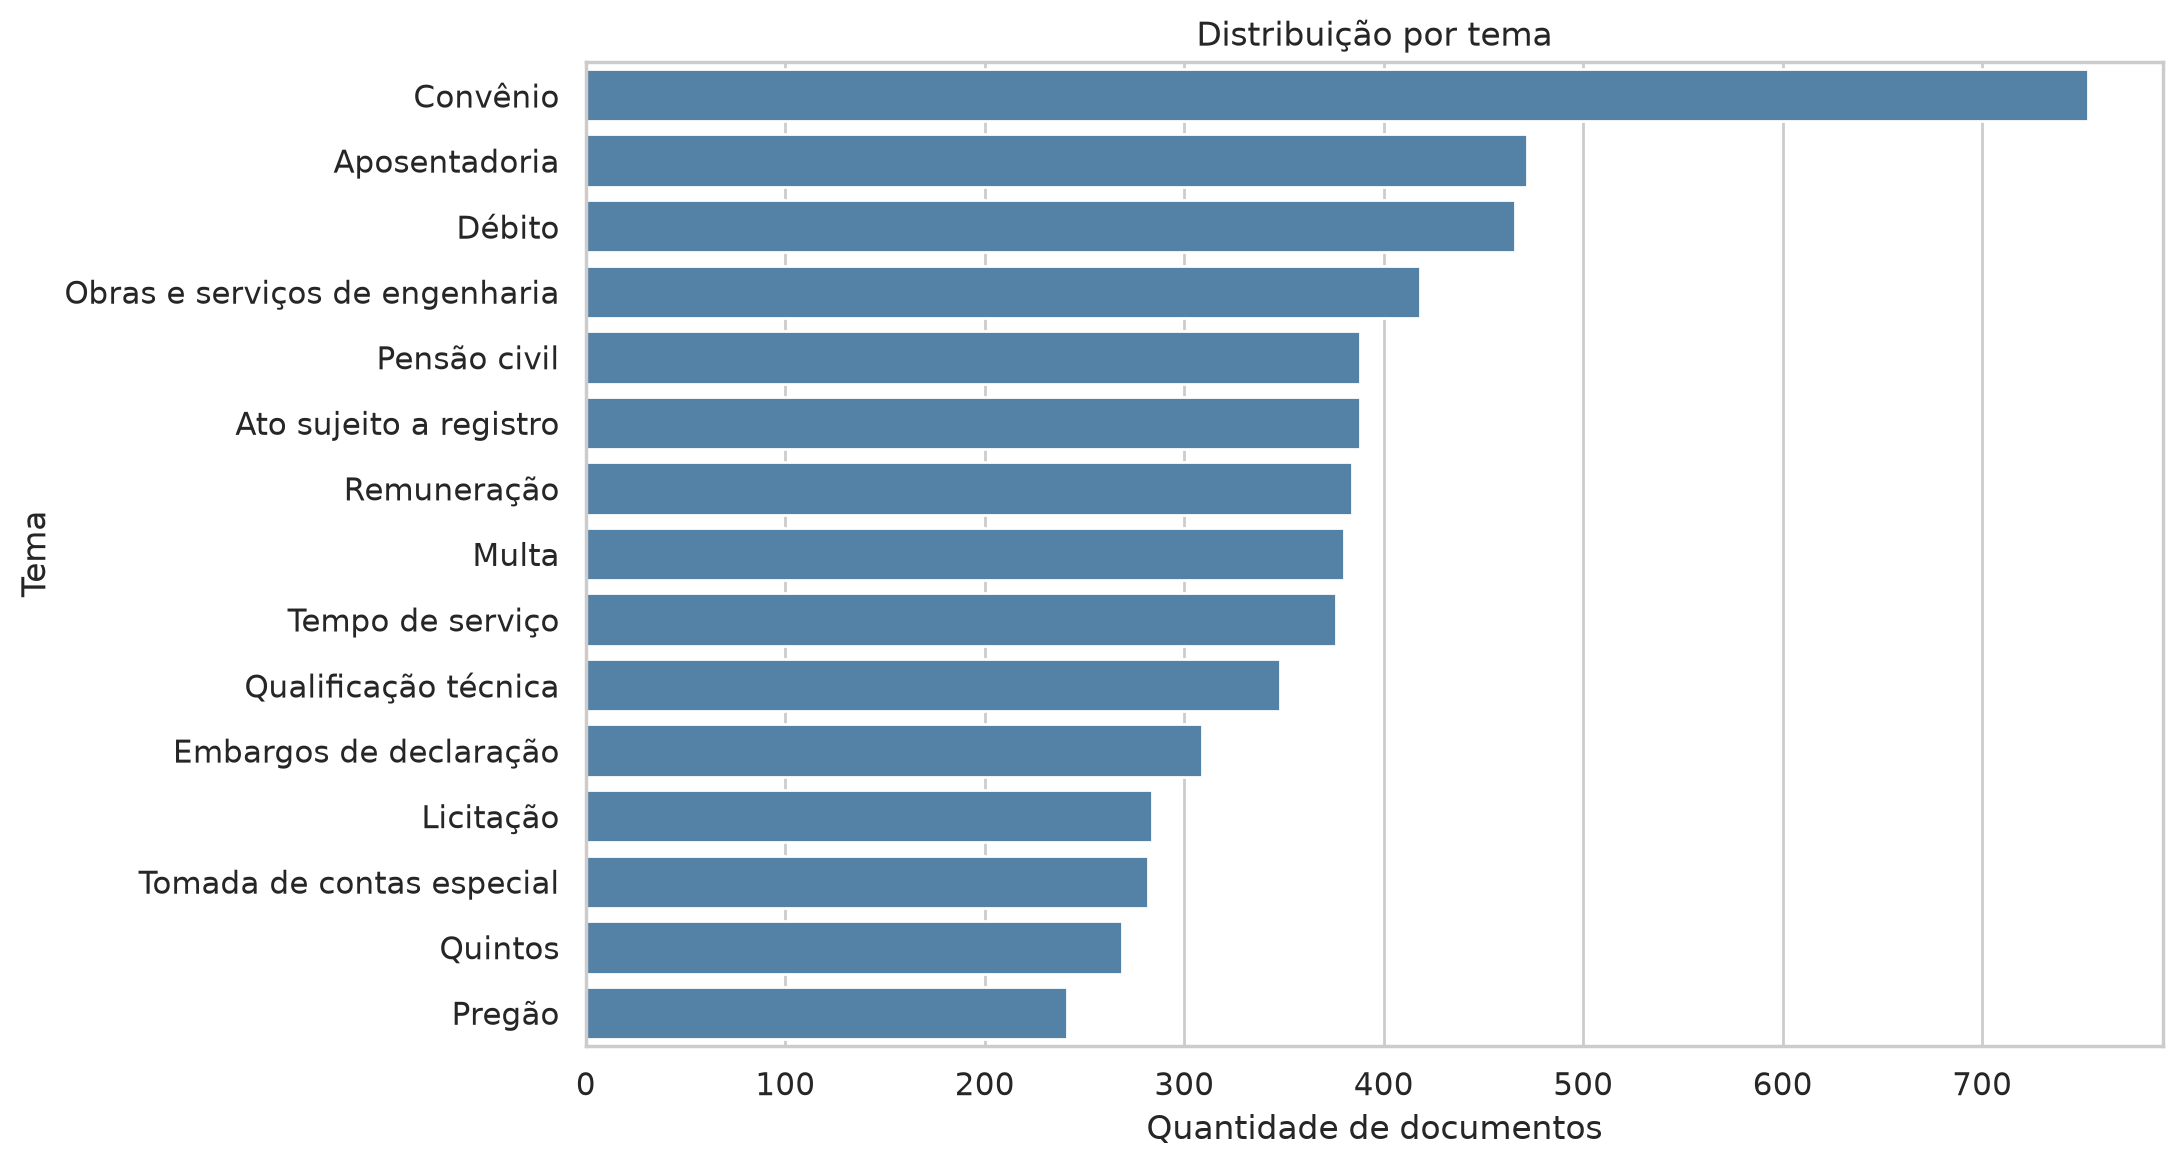 Distribuição por tema
Convênio
Aposentadoria
Débito
Obras e serviços de engenharia
Pensão civil
Ato sujeito a registro
Remuneração
Multa
Tempo de serviço
Qualificação técnica
Embargos de declaração
Licitação
Tomada de contas especial
Quintos
Pregão
Tema
0 100 200 300 400 500 600 700
Quantidade de documentos